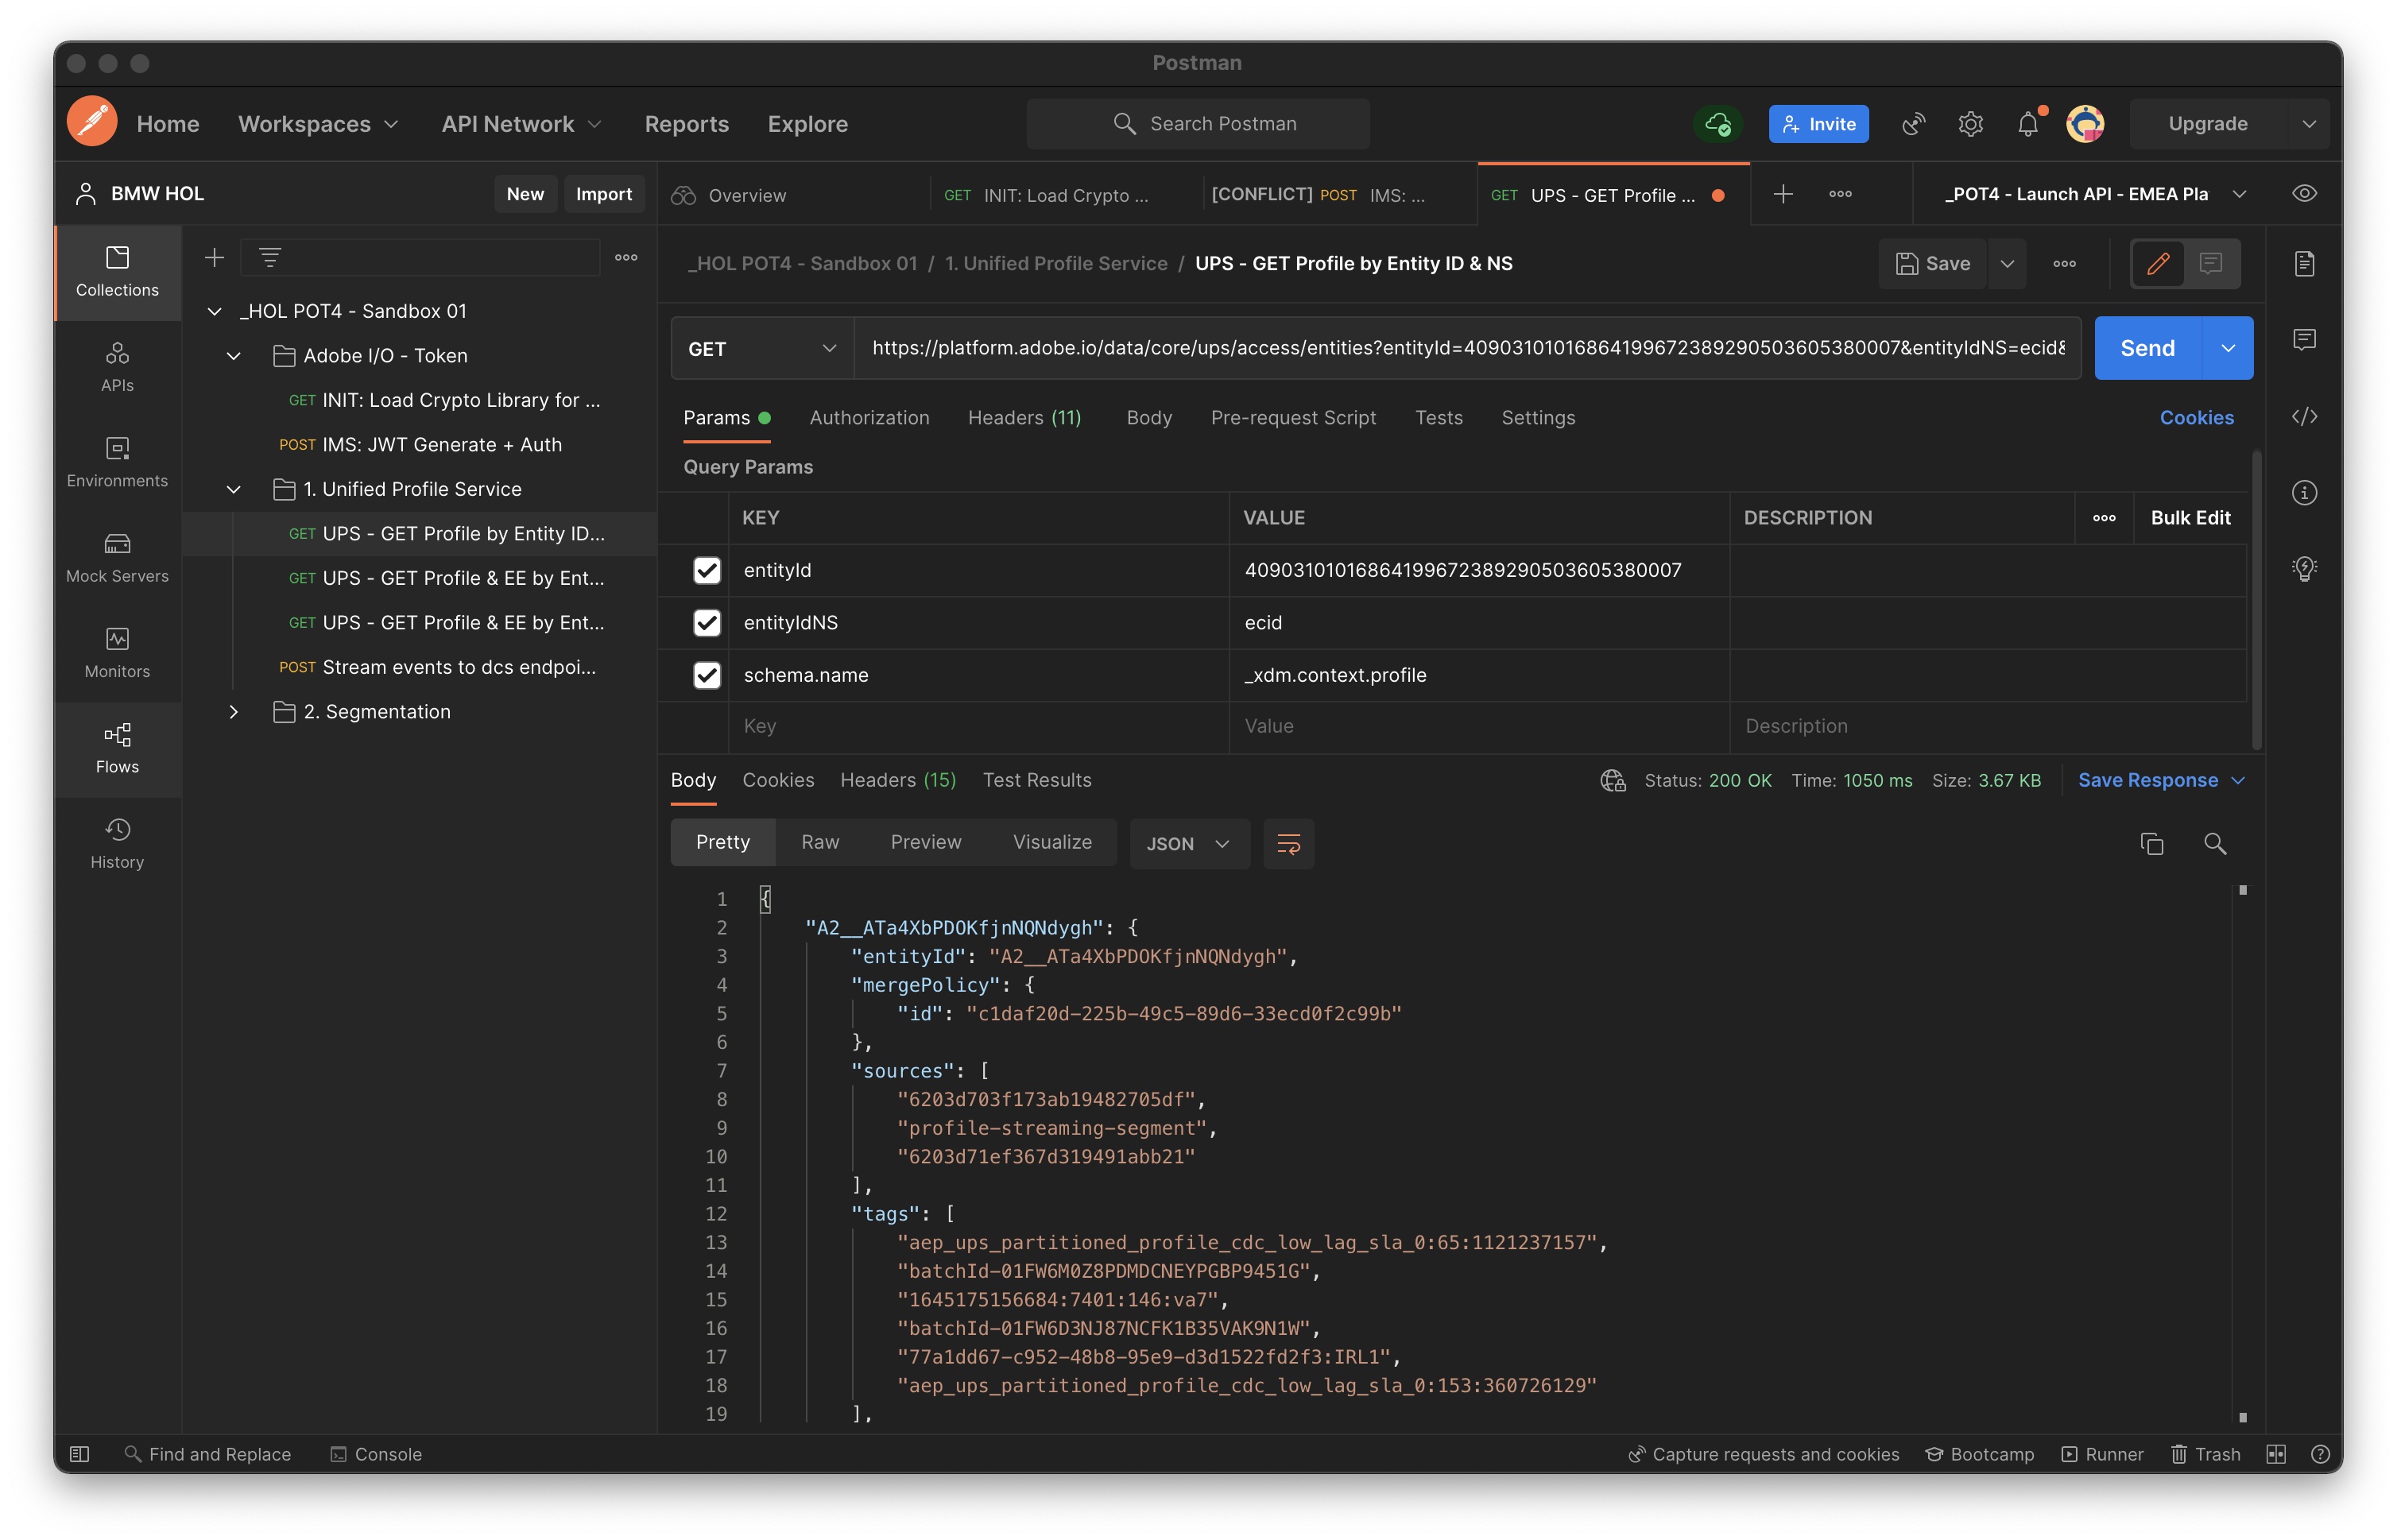 Postman
Home Workspaces API Network Reports Explore Search Postman Invite Upgrade
BMW HOL New Import Overview GET INIT: Load Crypto ... [CONFLICT] POST IMS: ... GET UPS - GET Profile ... _POT4 - Launch API - EMEA Pla
Collections
APIs
Environments
Mock Servers
Monitors
Flows
History
_HOL POT4 - Sandbox 01
Adobe I/O - Token
GET INIT: Load Crypto Library for ...
POST IMS: JWT Generate + Auth
1. Unified Profile Service
GET UPS - GET Profile by Entity ID...
GET UPS - GET Profile & EE by Ent...
GET UPS - GET Profile & EE by Ent...
POST Stream events to dcs endpoi...
2. Segmentation
_HOL POT4 - Sandbox 01 / 1. Unified Profile Service / UPS - GET Profile by Entity ID & NS Save
GET https://platform.adobe.io/data/core/ups/access/entities?entityId=40903101016864199672389290503605380007&entityIdNS=ecid& Send
Params Authorization Headers (11) Body Pre-request Script Tests Settings Cookies
Query Params
KEY VALUE DESCRIPTION Bulk Edit
entityId 40903101016864199672389290503605380007
entityIdNS ecid
schema.name _xdm.context.profile
Key Value Description
Body Cookies Headers (15) Test Results Status: 200 OK Time: 1050 ms Size: 3.67 KB Save Response
Pretty Raw Preview Visualize JSON
1 {
2 "A2__ATa4XbPDOKfjnNQNdygh": {
3 "entityId": "A2__ATa4XbPDOKfjnNQNdygh",
4 "mergePolicy": {
5 "id": "c1daf20d-225b-49c5-89d6-33ecd0f2c99b"
6 },
7 "sources": [
8 "6203d703f173ab19482705df",
9 "profile-streaming-segment",
10 "6203d71ef367d319491abb21"
11 ],
12 "tags": [
13 "aep_ups_partitioned_profile_cdc_low_lag_sla_0:65:1121237157",
14 "batchId-01FW6M0Z8PDMDCNEYPGBP9451G",
15 "1645175156684:7401:146:va7",
16 "batchId-01FW6D3NJ87NCFK1B35VAK9N1W",
17 "77a1dd67-c952-48b8-95e9-d3d1522fd2f3:IRL1",
18 "aep_ups_partitioned_profile_cdc_low_lag_sla_0:153:360726129"
19 ],
Find and Replace Console Capture requests and cookies Bootcamp Runner Trash